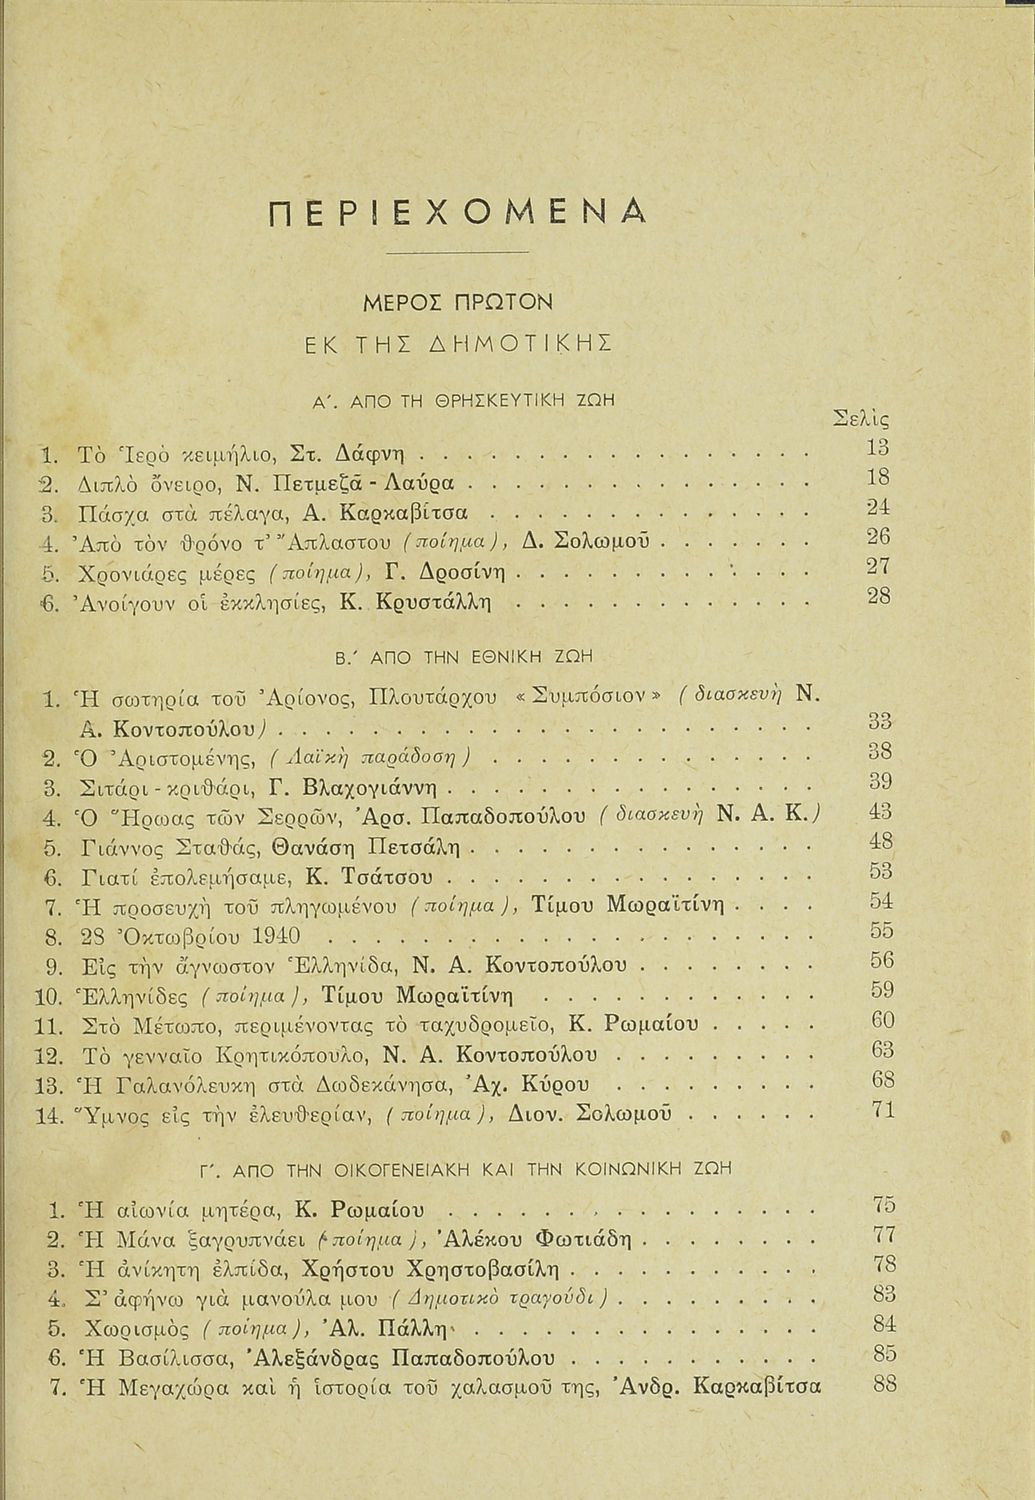 ΠΕΡΙΕΧΟΜΕΝΑ
ΜΕΡΟΣ ΠΡΩΤΟΝ
ΕΚ ΤΗΣ ΔΗΜΟΤΙΚΗΣ
Α΄. ΑΠΟ ΤΗ ΘΡΗΣΚΕΥΤΙΚΗ ΖΩΗ
Σελὶς
1. Τὸ Ἱερὸ κειμήλιο, Στ. Δάφνη . . . . . . . . . . . . . . . . . . 13
2. Διπλὸ ὄνειρο, Ν. Πετμεζᾶ - Λαύρα . . . . . . . . . . . . . . . 18
3. Πάσχα στὰ πέλαγα, Α. Καρκαβίτσα . . . . . . . . . . . . . . 24
4. Ἀπὸ τὸν θρόνο τ' Ἄπλαστου (ποίημα), Δ. Σολωμοῦ . . . . . . . 26
5. Χρονιάρες μέρες (ποίημα), Γ. Δροσίνη . . . . . . . . . . . . . 27
6. Ἀνοίγουν οἱ ἐκκλησίες, Κ. Κρυστάλλη . . . . . . . . . . . . . 28
Β.΄ ΑΠΟ ΤΗΝ ΕΘΝΙΚΗ ΖΩΗ
1. Ἡ σωτηρία τοῦ Ἀρίονος, Πλουτάρχου «Συμπόσιον» (διασκευὴ Ν.
Α. Κοντοπούλου) . . . . . . . . . . . . . . . . . . . . . . . . 33
2. Ὁ Ἀριστομένης, (Λαϊκὴ παράδοση) . . . . . . . . . . . . . . 38
3. Σιτάρι - κριθάρι, Γ. Βλαχογιάννη . . . . . . . . . . . . . . . . 39
4. Ὁ Ἥρωας τῶν Σερρῶν, Ἀρσ. Παπαδοπούλου (διασκευὴ Ν. Α. Κ.) 43
5. Γιάννος Σταθάς, Θανάση Πετσάλη . . . . . . . . . . . . . . . 48
6. Γιατί ἐπολεμήσαμε, Κ. Τσάτσου . . . . . . . . . . . . . . . . 53
7. Ἡ προσευχὴ τοῦ πληγωμένου (ποίημα), Τίμου Μωραϊτίνη . . . . 54
8. 28 Ὀκτωβρίου 1940 . . . . . . . . . . . . . . . . . . . . . . 55
9. Εἰς τὴν ἄγνωστον Ἑλληνίδα, Ν. Α. Κοντοπούλου . . . . . . . . 56
10. Ἑλληνίδες (ποίημα), Τίμου Μωραϊτίνη . . . . . . . . . . . . 59
11. Στὸ Μέτωπο, περιμένοντας τὸ ταχυδρομεῖο, Κ. Ρωμαίου . . . . . 60
12. Τὸ γενναῖο Κρητικόπουλο, Ν. Α. Κοντοπούλου . . . . . . . . . 63
13. Ἡ Γαλανόλευκη στὰ Δωδεκάνησα, Ἀχ. Κύρου . . . . . . . . . 68
14. Ὕμνος εἰς τὴν ἐλευθερίαν, (ποίημα), Διον. Σολωμοῦ . . . . . . 71
Γ΄. ΑΠΟ ΤΗΝ ΟΙΚΟΓΕΝΕΙΑΚΗ ΚΑΙ ΤΗΝ ΚΟΙΝΩΝΙΚΗ ΖΩΗ
1. Ἡ αἰωνία μητέρα, Κ. Ρωμαίου . . . . . . . . . . . . . . . . 75
2. Ἡ Μάνα ξαγρυπνάει (ποίημα), Ἀλέκου Φωτιάδη . . . . . . . . 77
3. Ἡ ἀνίκητη ἐλπίδα, Χρήστου Χρηστοβασίλη . . . . . . . . . . . 78
4. Σ' ἀφήνω γιὰ μανούλα μου (Δημοτικὸ τραγούδι) . . . . . . . . . 83
5. Χωρισμὸς (ποίημα), Ἀλ. Πάλλη . . . . . . . . . . . . . . . 84
6. Ἡ Βασίλισσα, Ἀλεξάνδρας Παπαδοπούλου . . . . . . . . . . . 85
7. Ἡ Μεγαχώρα καὶ ἡ ἱστορία τοῦ χαλασμοῦ της, Ἀνδρ. Καρκαβίτσα 88